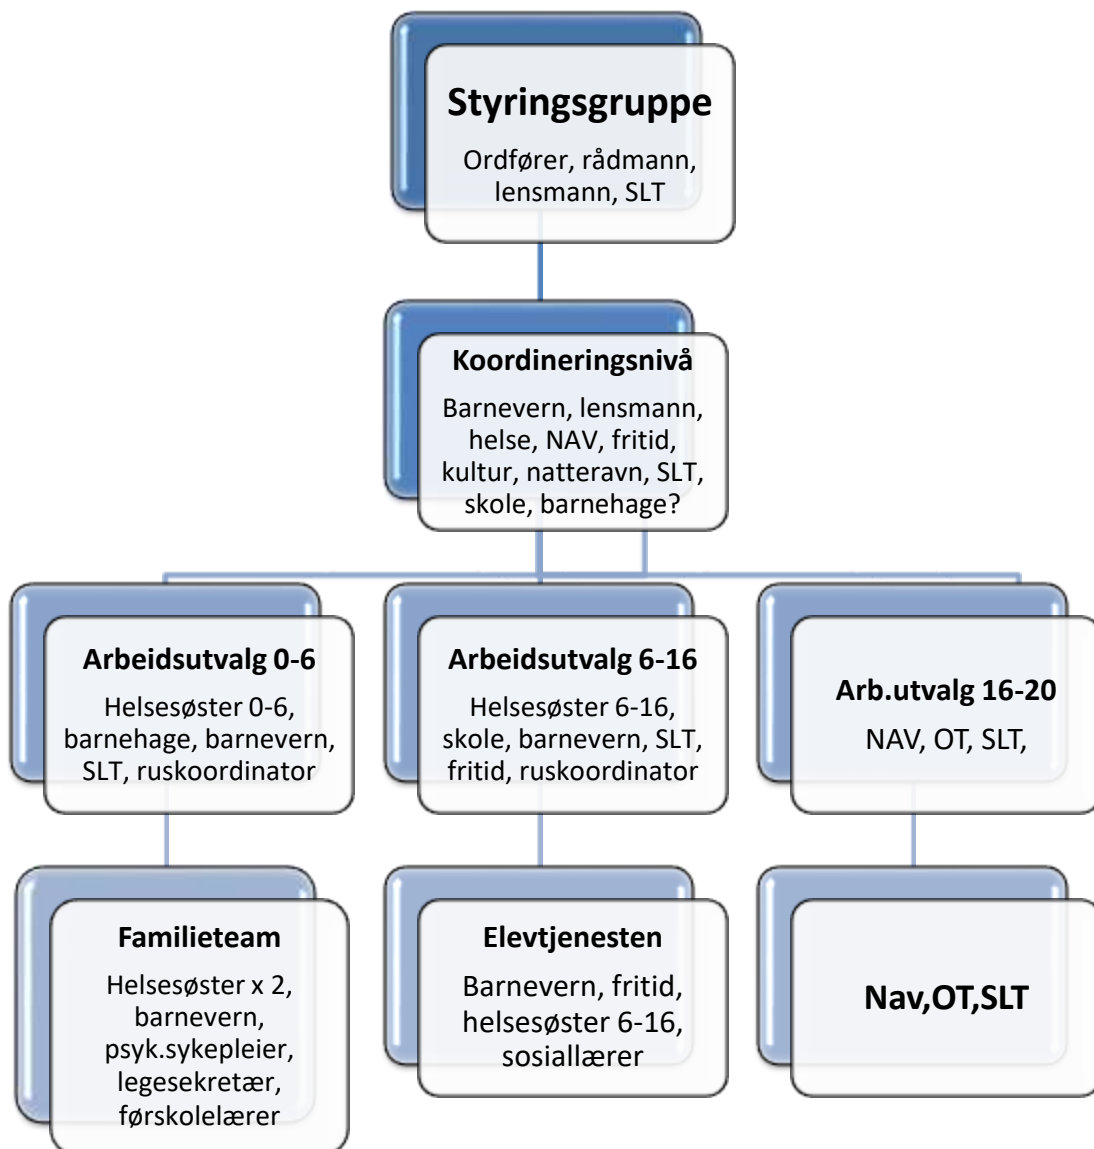 Styringsgruppe
Ordfører, rådmann,
lensmann, SLT
Koordineringsnivå
Barnevern, lensmann,
helse, NAV, fritid,
kultur, natteravn, SLT,
skole, barnehage?
Arbeidsutvalg 0-6
Helsesøster 0-6,
barnehage, barnevern,
SLT, ruskoordinator
Arbeidsutvalg 6-16
Helsesøster 6-16,
skole, barnevern, SLT,
fritid, ruskoordinator
Arb.utvalg 16-20
NAV, OT, SLT,
Familieteam
Helsesøster x 2,
barnevern,
psyk.sykepleier,
legesekretær,
førskolelærer
Elevtjenesten
Barnevern, fritid,
helsesøster 6-16,
sosiallærer
Nav,OT,SLT